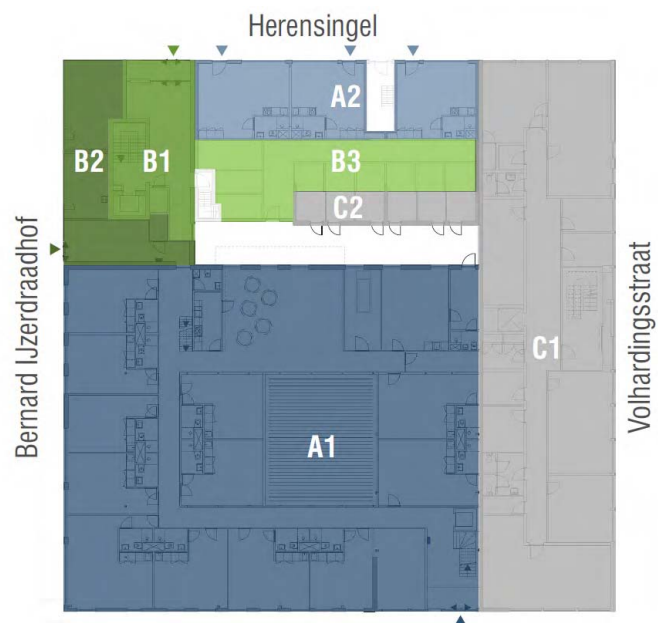 Herensingel
A2
B2
B1
B3
C2
Bernard IJzerdraadhof
C1
Volhardingsstraat
A1